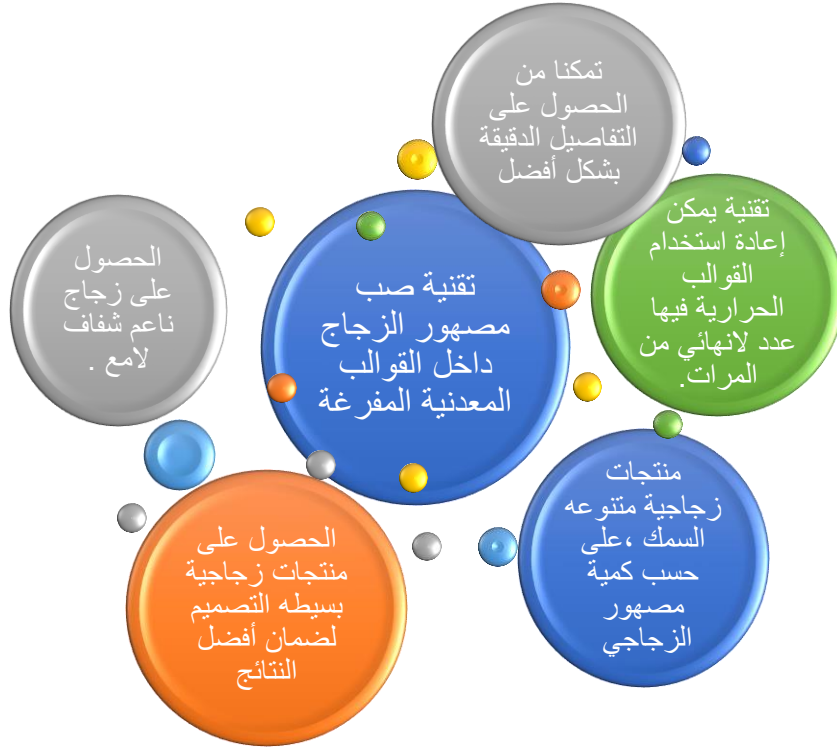 تمكنا من
الحصول على
التفاصيل الدقيقة
بشكل أفضل
تقنية يمكن
إعادة استخدام
القوالب
الحرارية فيها
عدد لانهائي من
المرات.
تقنية صب
مصهور الزجاج
داخل القوالب
المعدنية المفرغة
الحصول
على زجاج
ناعم شفاف
لامع .
منتجات
زجاجية متنوعه
السمك ،على
حسب كمية
مصهور
الزجاجي
الحصول على
منتجات زجاجية
بسيطه التصميم
لضمان أفضل
النتائج